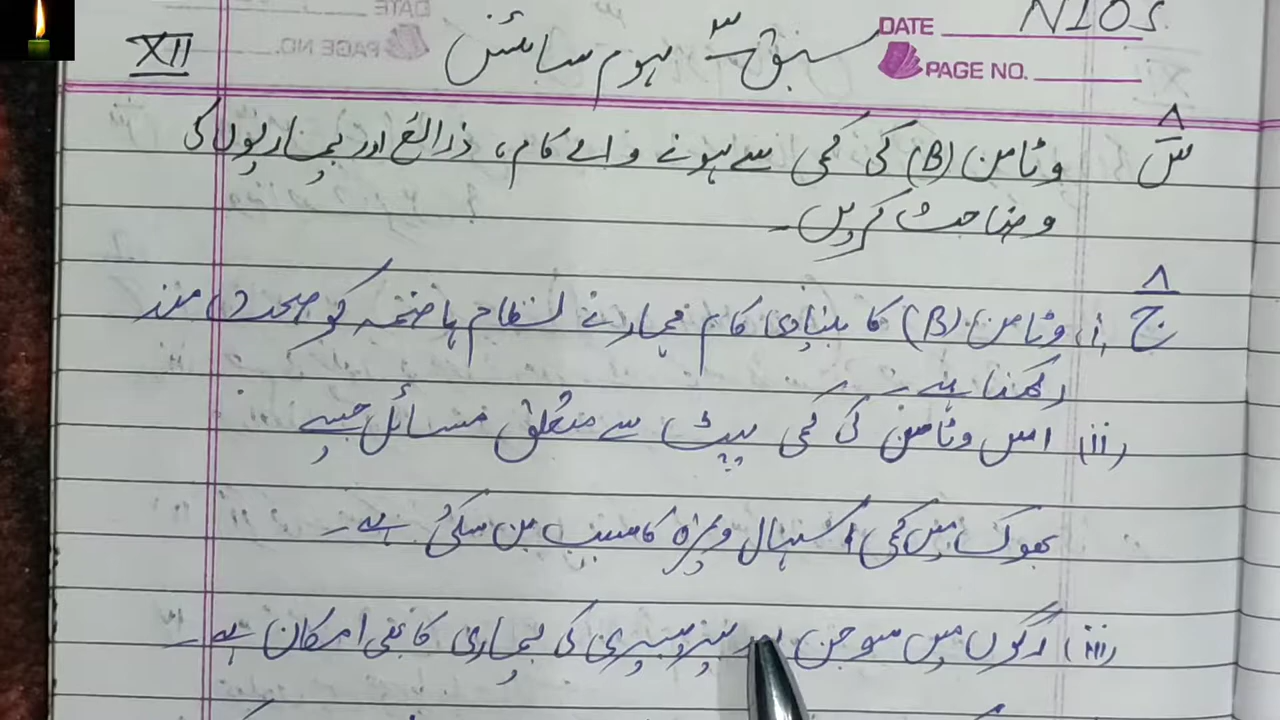 NIOS
DATE
سبق ۳ ہوم سائنس
XII
PAGE NO.
س ۸ وٹامن (B) کی کمی سے ہونے والے کام، ذرائع اور بیماریوں کی
وضاحت کریں۔
ج ۸ (i) وٹامن (B) کا بنیادی کام ہمارے نظام ہاضمہ کو صحت مند
رکھنا ہے۔
(ii) اس وٹامن کی کمی پیٹ سے متعلق مسائل جیسے
بھوک میں کمی اسہال وغیرہ کا سبب بن سکتی ہے۔
(iii) رگوں میں سوجن بیری کی بیماری کا بھی امکان ہے۔